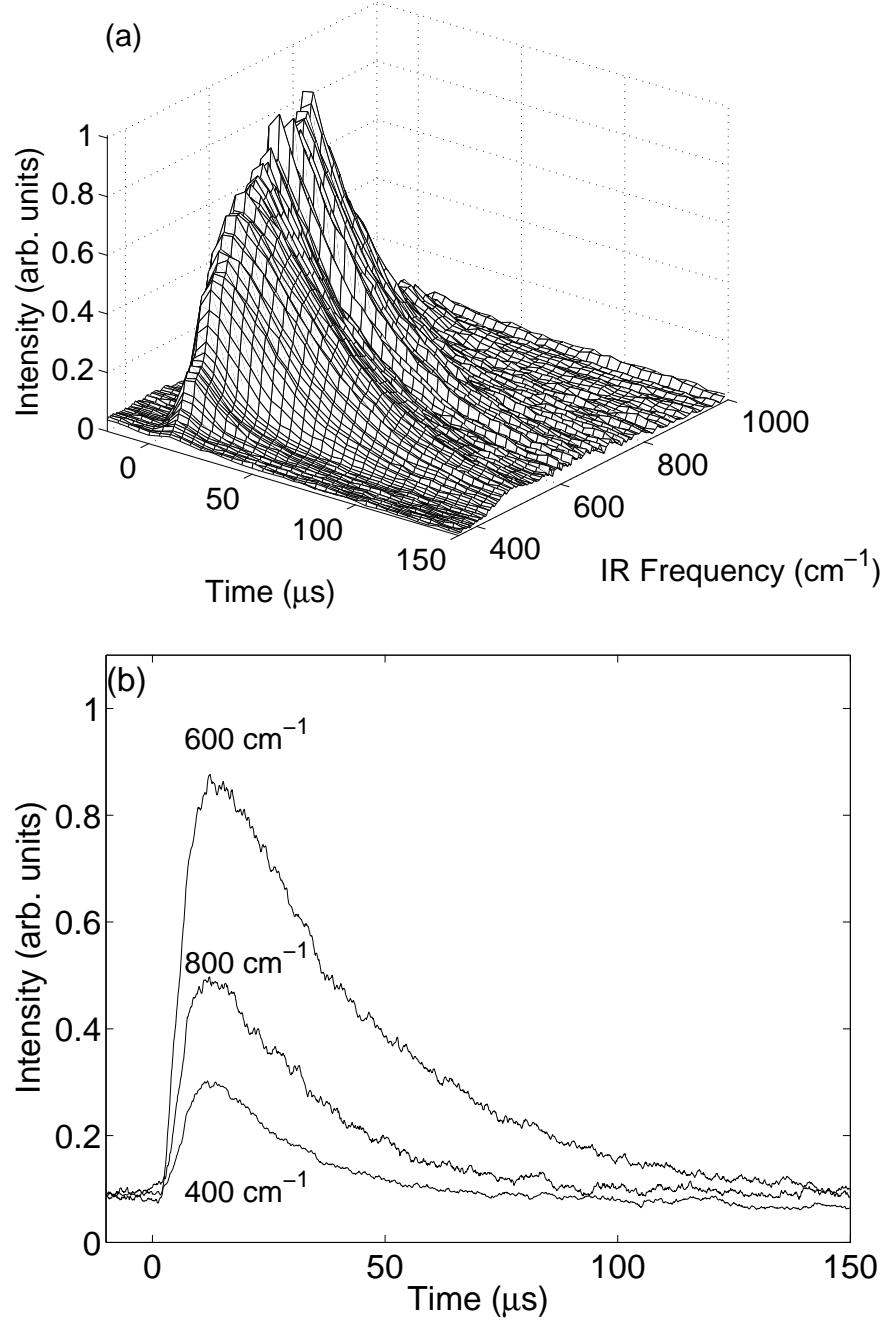 (a)
1
0.8
0.6
0.4
0.2
0
Intensity (arb. units)
0
50
100
150
Time (μs)
400
600
800
1000
IR Frequency (cm⁻¹)
(b)
1
0.8
0.6
0.4
0.2
0
Intensity (arb. units)
600 cm⁻¹
800 cm⁻¹
400 cm⁻¹
0
50
100
150
Time (μs)